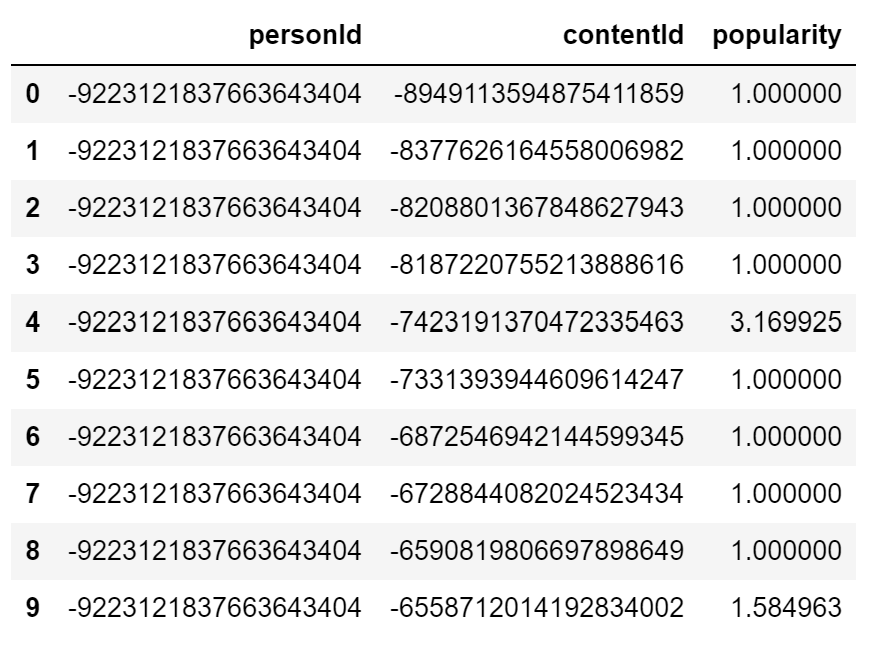 personId contentId popularity
0 -9223121837663643404 -8949113594875411859 1.000000
1 -9223121837663643404 -8377626164558006982 1.000000
2 -9223121837663643404 -8208801367848627943 1.000000
3 -9223121837663643404 -8187220755213888616 1.000000
4 -9223121837663643404 -7423191370472335463 3.169925
5 -9223121837663643404 -7331393944609614247 1.000000
6 -9223121837663643404 -6872546942144599345 1.000000
7 -9223121837663643404 -6728844082024523434 1.000000
8 -9223121837663643404 -6590819806697898649 1.000000
9 -9223121837663643404 -6558712014192834002 1.584963